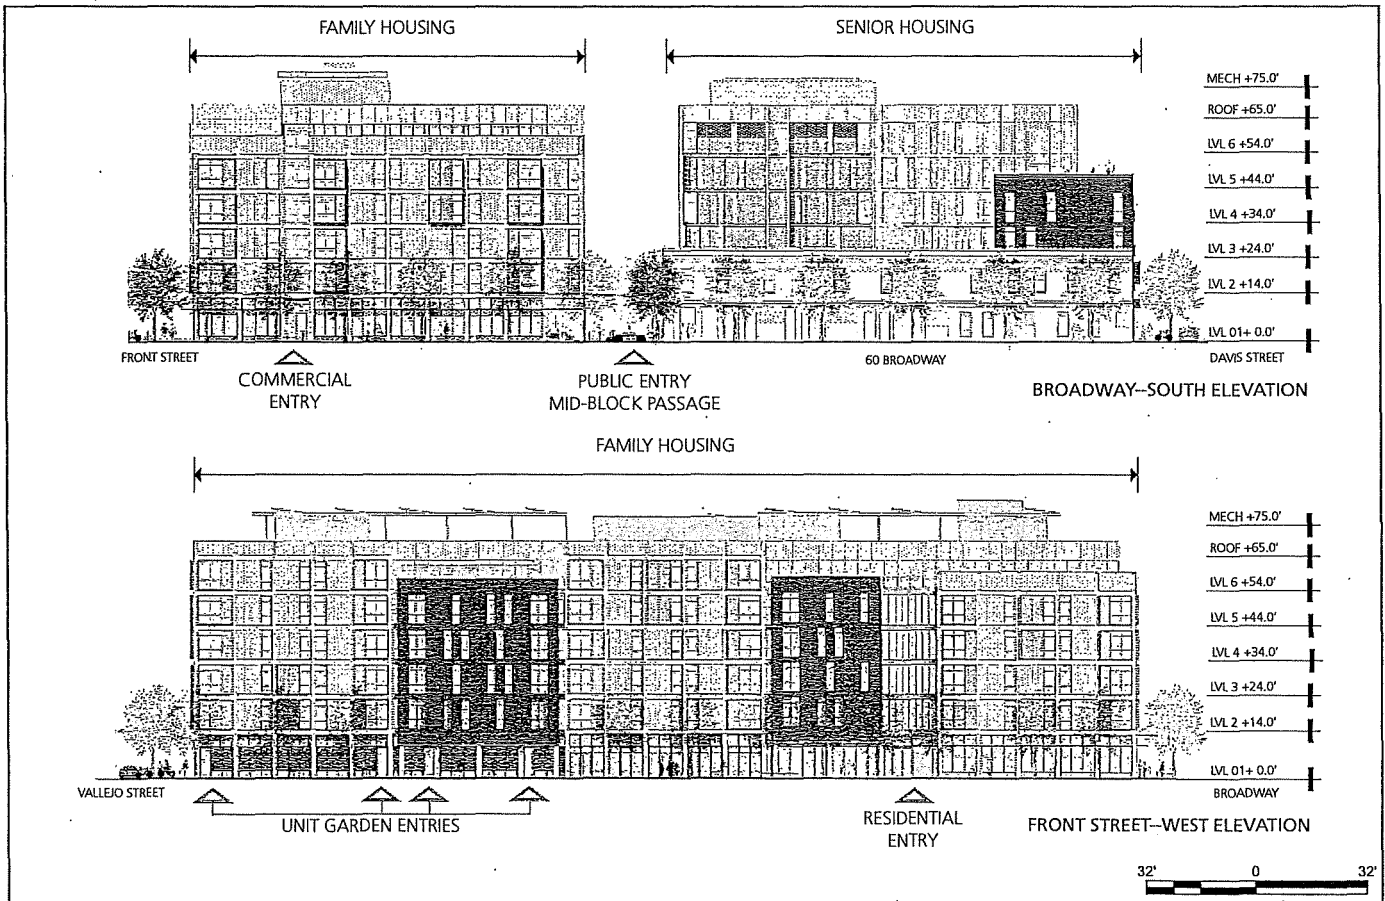 FAMILY HOUSING
SENIOR HOUSING
MECH +75.0'
ROOF +65.0'
LVL 6 +54.0'
LVL 5 +44.0'
LVL 4 +34.0'
LVL 3 +24.0'
LVL 2 +14.0'
LVL 01+ 0.0'
FRONT STREET
60 BROADWAY
DAVIS STREET
COMMERCIAL
ENTRY
PUBLIC ENTRY
MID-BLOCK PASSAGE
BROADWAY--SOUTH ELEVATION
FAMILY HOUSING
MECH +75.0'
ROOF +65.0'
LVL 6 +54.0'
LVL 5 +44.0'
LVL 4 +34.0'
LVL 3 +24.0'
LVL 2 +14.0'
LVL 01+ 0.0'
VALLEJO STREET
BROADWAY
UNIT GARDEN ENTRIES
RESIDENTIAL
ENTRY
FRONT STREET--WEST ELEVATION
32' 0 32'